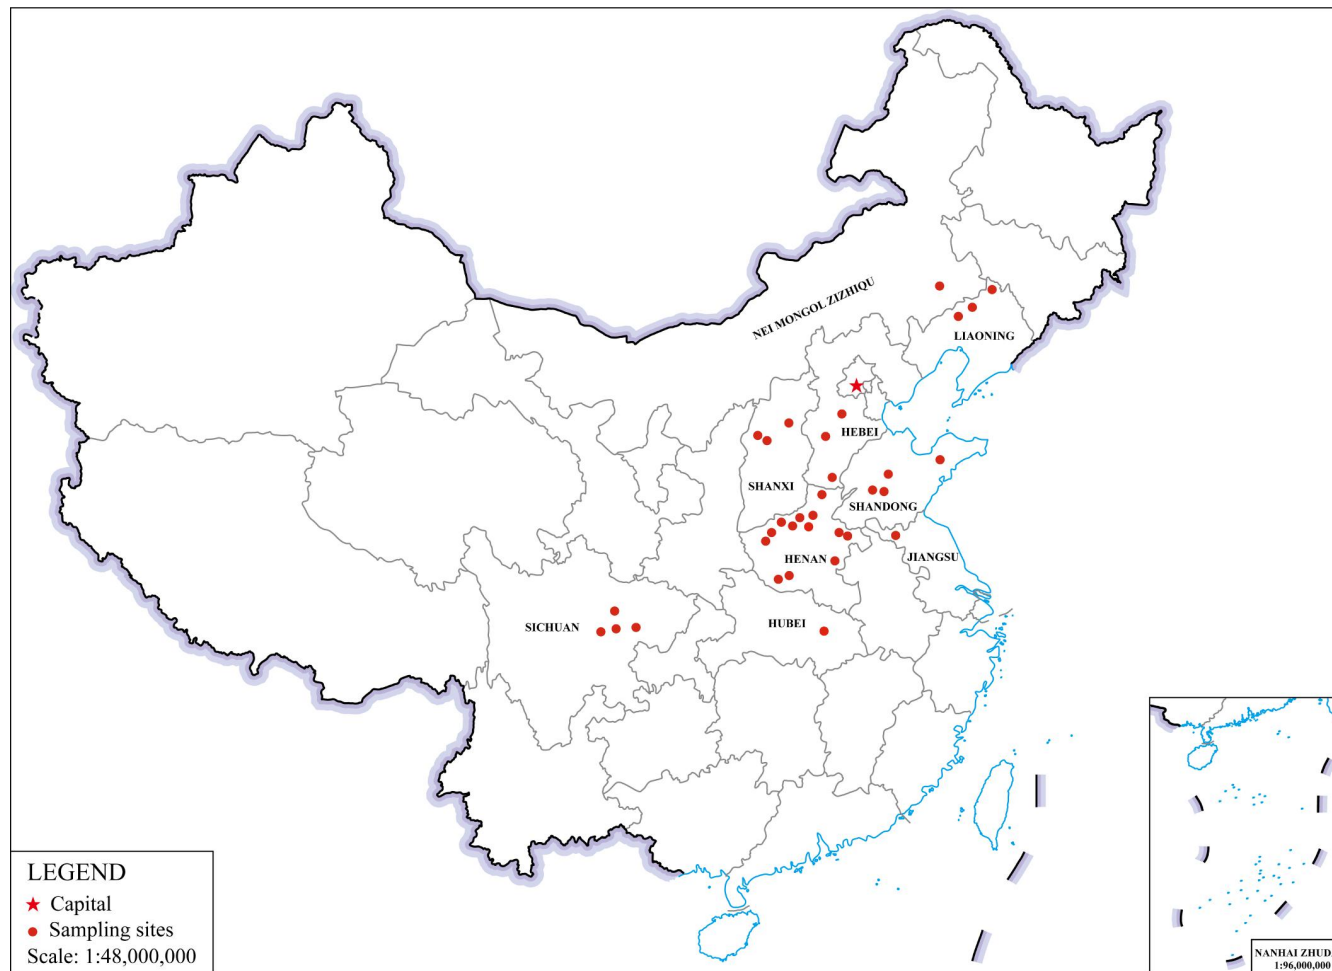 NEI MONGOL ZIZHIQU
LIAONING
HEBEI
SHANXI
SHANDONG
HENAN
JIANGSU
SICHUAN
HUBEI
LEGEND
Capital
Sampling sites
Scale: 1:48,000,000
NANHAI ZHUD
1:96,000,000